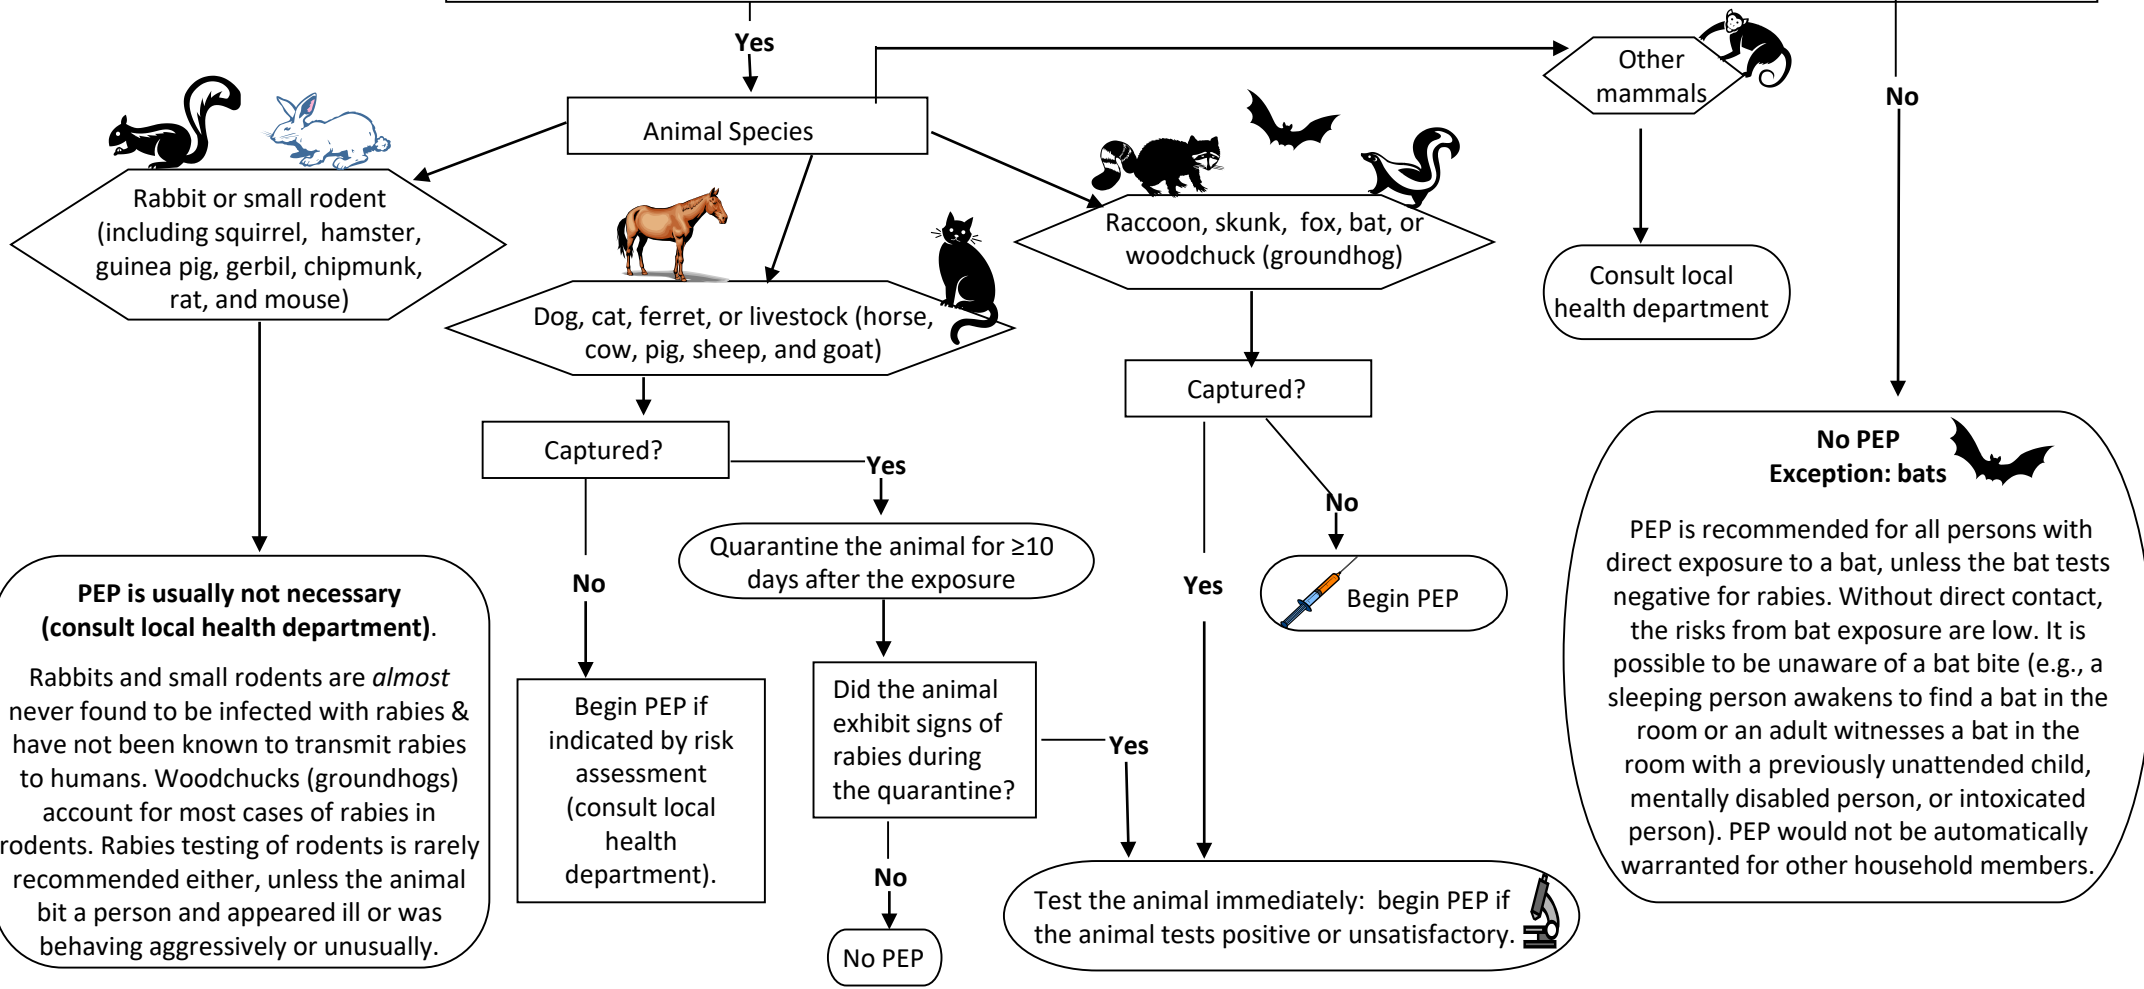 Yes
Animal Species
Other
mammals
No
Rabbit or small rodent
(including squirrel, hamster,
guinea pig, gerbil, chipmunk,
rat, and mouse)
Dog, cat, ferret, or livestock (horse,
cow, pig, sheep, and goat)
Raccoon, skunk, fox, bat, or
woodchuck (groundhog)
Consult local
health department
Captured?
Captured?
Yes
No
Yes
No
Quarantine the animal for ≥10
days after the exposure
Begin PEP
PEP is usually not necessary
(consult local health department).
Rabbits and small rodents are almost
never found to be infected with rabies &
have not been known to transmit rabies
to humans. Woodchucks (groundhogs)
account for most cases of rabies in
rodents. Rabies testing of rodents is rarely
recommended either, unless the animal
bit a person and appeared ill or was
behaving aggressively or unusually.
Begin PEP if
indicated by risk
assessment
(consult local
health
department).
Did the animal
exhibit signs of
rabies during
the quarantine?
Yes
No
No PEP
Test the animal immediately: begin PEP if
the animal tests positive or unsatisfactory.
No PEP
Exception: bats
PEP is recommended for all persons with
direct exposure to a bat, unless the bat tests
negative for rabies. Without direct contact,
the risks from bat exposure are low. It is
possible to be unaware of a bat bite (e.g., a
sleeping person awakens to find a bat in the
room or an adult witnesses a bat in the
room with a previously unattended child,
mentally disabled person, or intoxicated
person). PEP would not be automatically
warranted for other household members.